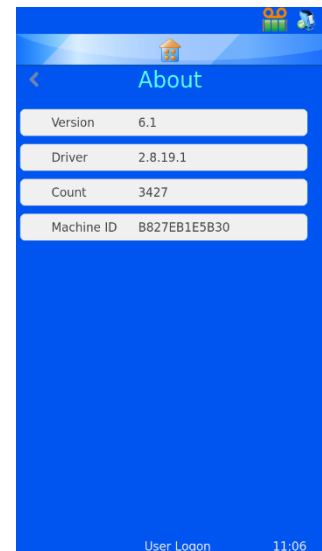 About
Version 6.1
Driver 2.8.19.1
Count 3427
Machine ID B827EB1E5B30
User Logon 11:06